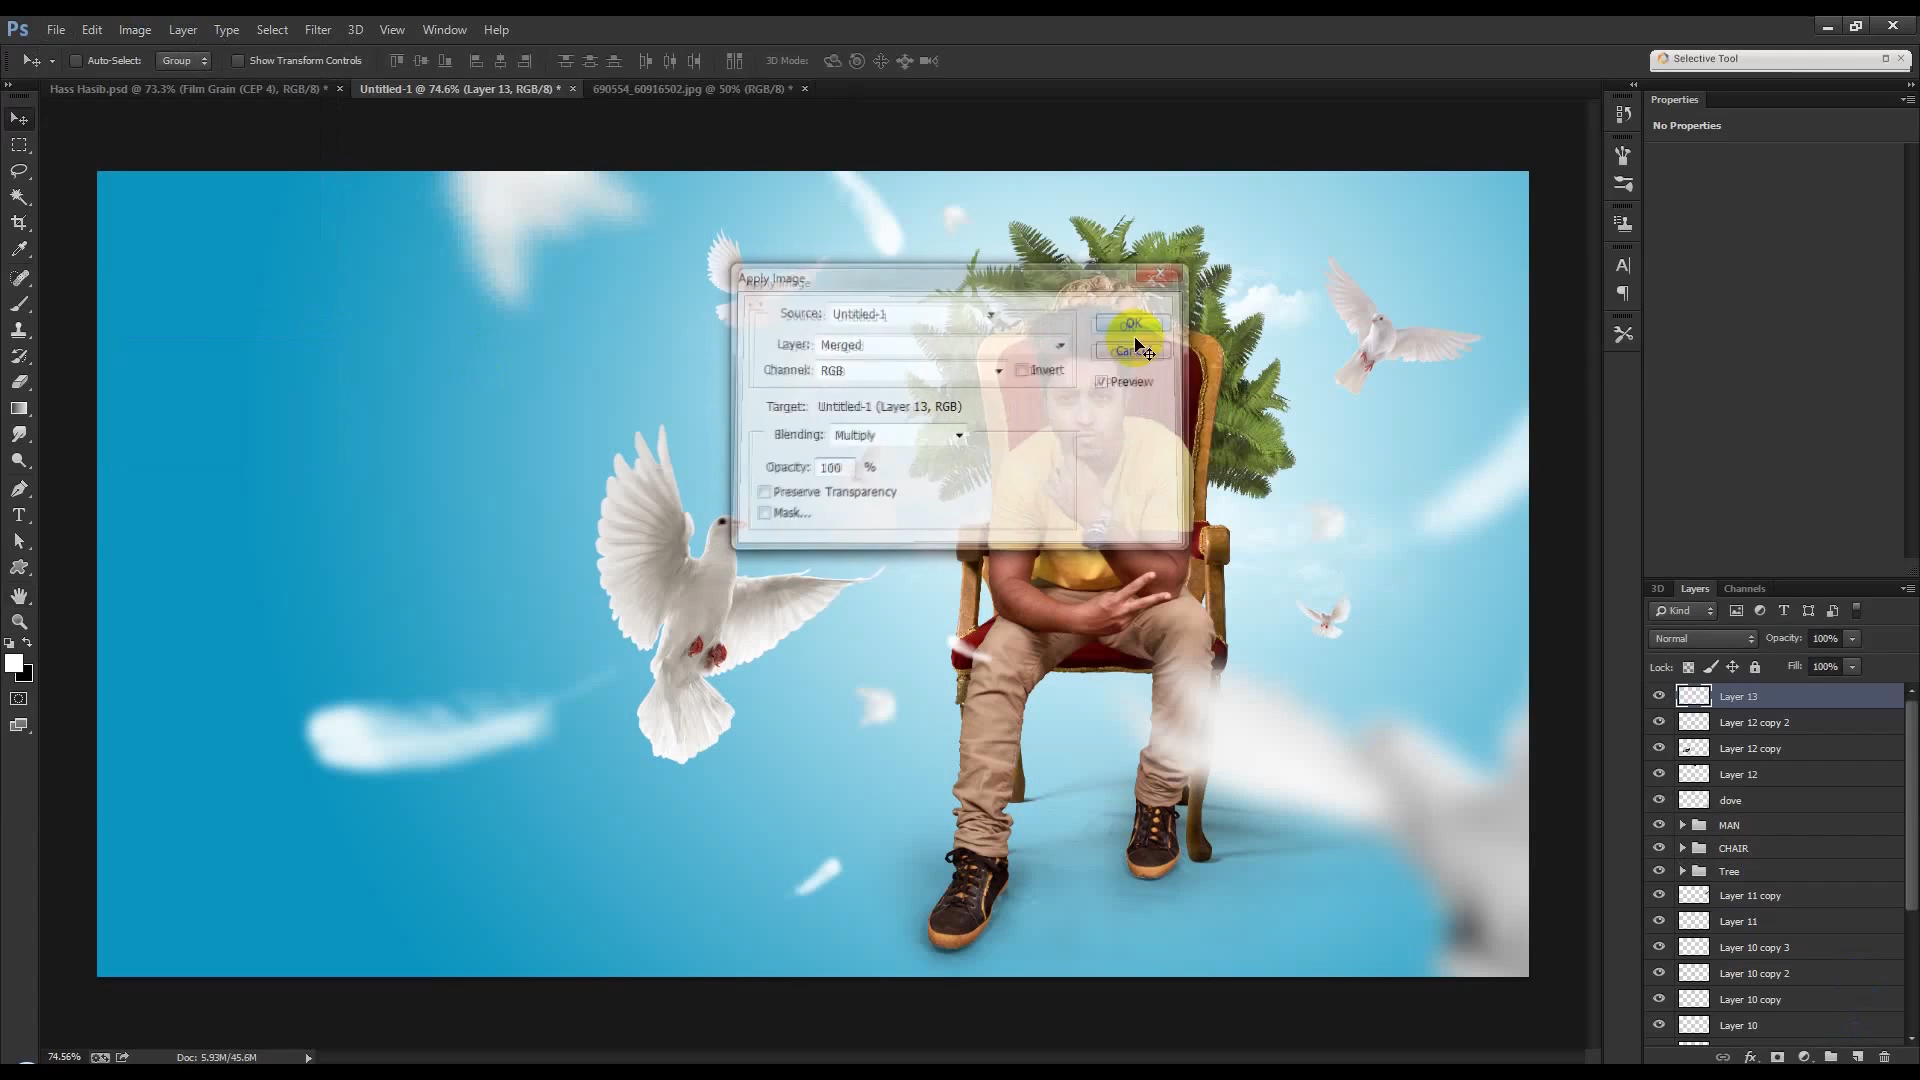 Ps File Edit Image Layer Type Select Filter 3D View Window Help
Auto-Select: Group Show Transform Controls 3D Mode: Selective Tool
Hass Hasib.psd @ 73.3% (Film Grain (CEP 4), RGB/8) * Untitled-1 @ 74.6% (Layer 13, RGB/8) * 690554_60916502.jpg @ 50% (RGB/8) *
Properties
No Properties
Apply Image
Source: Untitled-1
Layer: Merged
Channel: RGB Invert
Target: Untitled-1 (Layer 13, RGB)
Blending: Multiply
Opacity: 100 %
Preserve Transparency
Mask...
OK
Cancel
Preview
3D Layers Channels
Kind
Normal Opacity: 100%
Lock: Fill: 100%
Layer 13
Layer 12 copy 2
Layer 12 copy
Layer 12
dove
MAN
CHAIR
Tree
Layer 11 copy
Layer 11
Layer 10 copy 3
Layer 10 copy 2
Layer 10 copy
Layer 10
74.56% Doc: 5.93M/45.6M